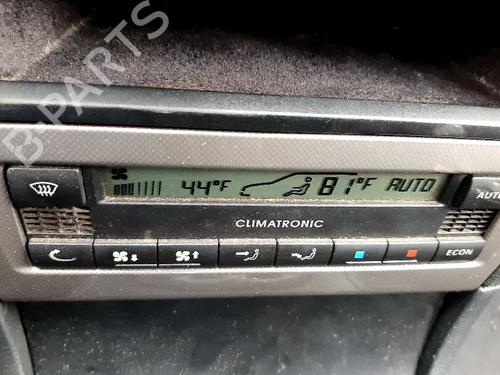 B-PARTS
44°F 81°F AUTO
AUTO
CLIMATRONIC
ECON